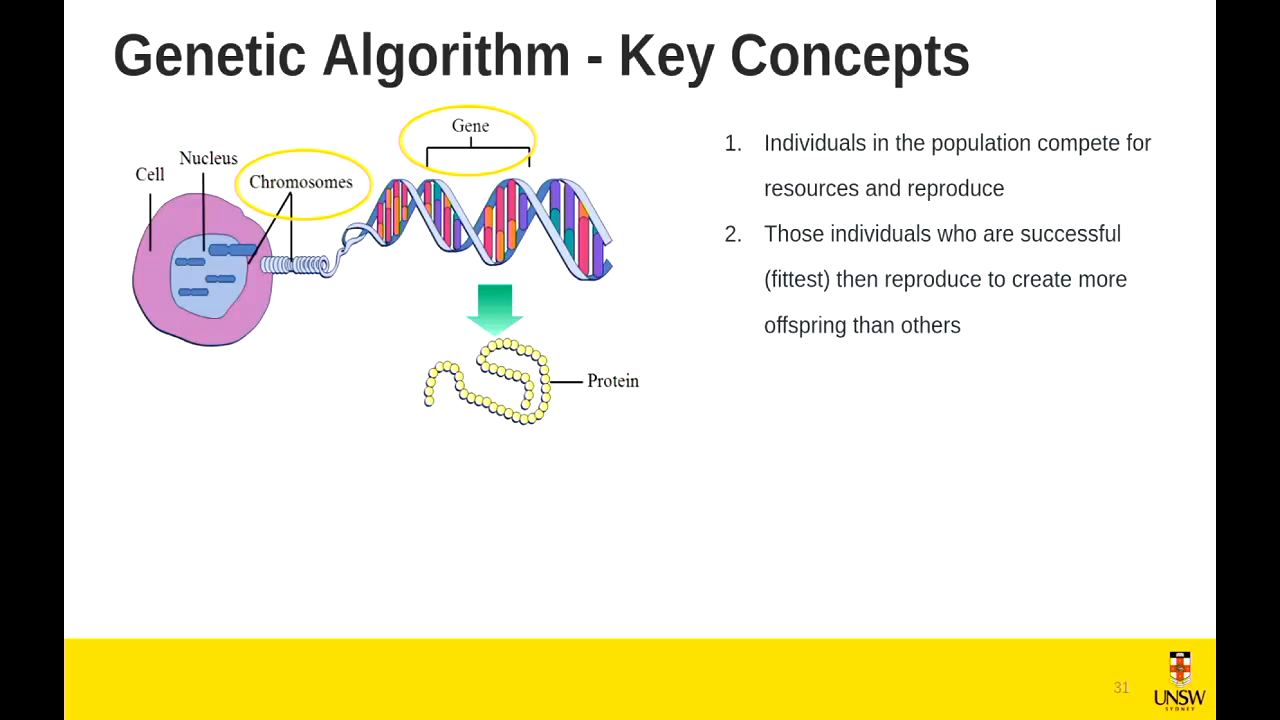 Genetic Algorithm - Key Concepts
Gene
Nucleus
Cell
Chromosomes
Protein
1. Individuals in the population compete for
resources and reproduce
2. Those individuals who are successful
(fittest) then reproduce to create more
offspring than others
31
UNSW
SYDNEY